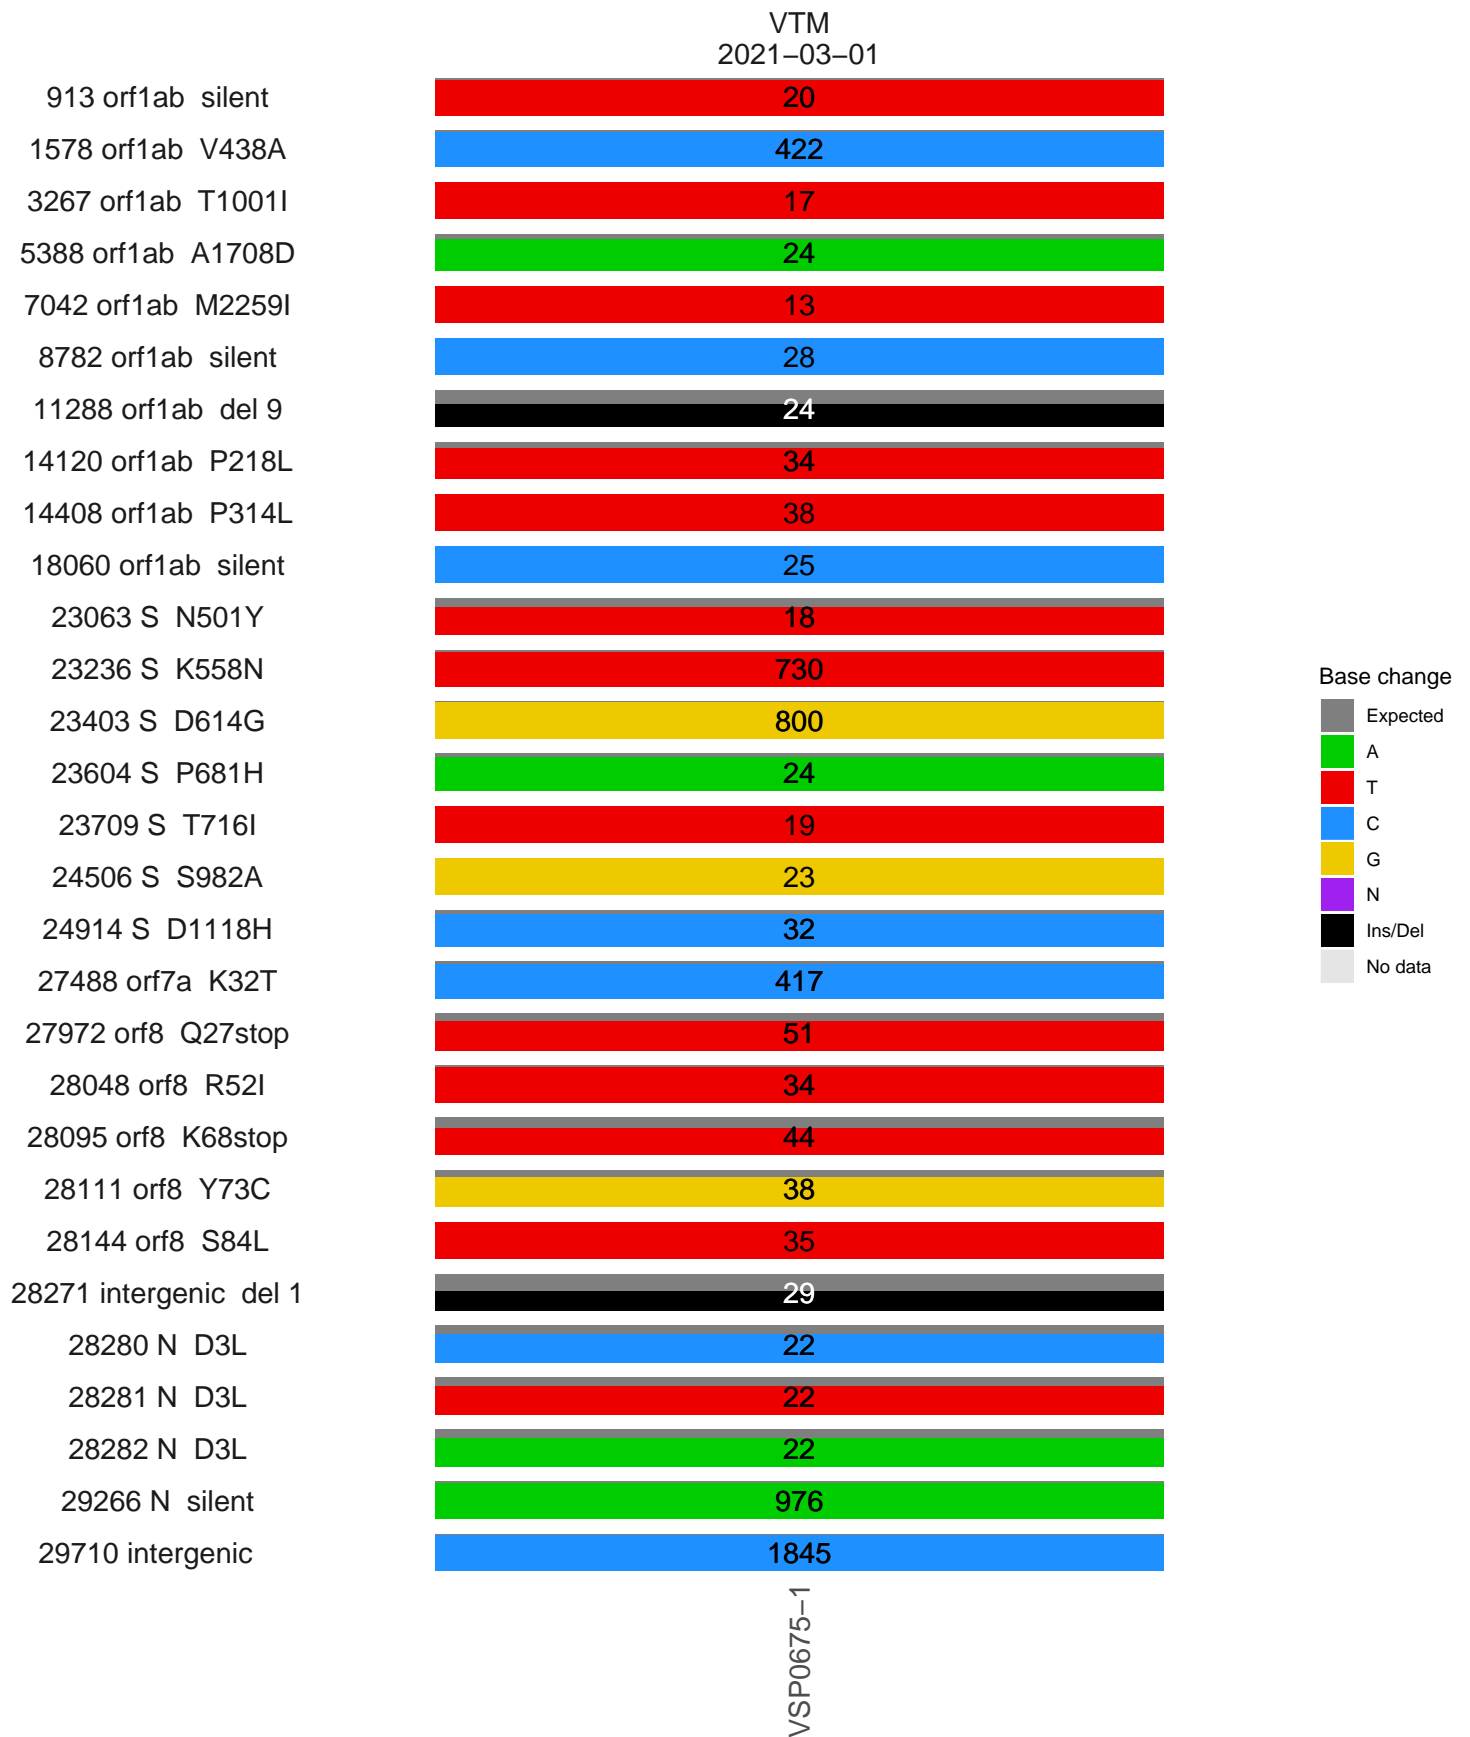 VTM
2021−03−01
913 orf1ab silent 20
1578 orf1ab V438A 422
3267 orf1ab T1001I 17
5388 orf1ab A1708D 24
7042 orf1ab M2259I 13
8782 orf1ab silent 28
11288 orf1ab del 9 24
14120 orf1ab P218L 34
14408 orf1ab P314L 38
18060 orf1ab silent 25
23063 S N501Y 18
23236 S K558N 730
23403 S D614G 800
23604 S P681H 24
23709 S T716I 19
24506 S S982A 23
24914 S D1118H 32
27488 orf7a K32T 417
27972 orf8 Q27stop 51
28048 orf8 R52I 34
28095 orf8 K68stop 44
28111 orf8 Y73C 38
28144 orf8 S84L 35
28271 intergenic del 1 29
28280 N D3L 22
28281 N D3L 22
28282 N D3L 22
29266 N silent 976
29710 intergenic 1845
VSP0675−1
Base change
Expected
A
T
C
G
N
Ins/Del
No data